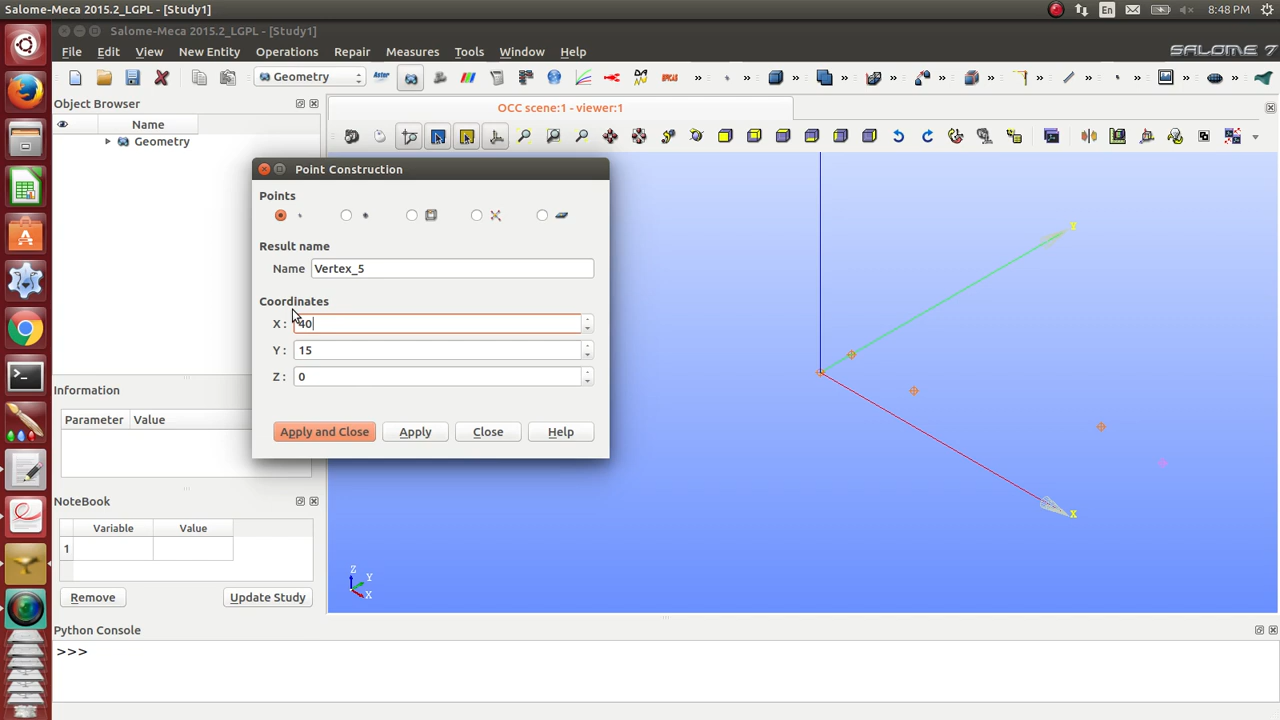 Salome-Meca 2015.2_LGPL - [Study1]
En
8:48 PM
Salome-Meca 2015.2_LGPL - [Study1]
File Edit View New Entity Operations Repair Measures Tools Window Help
SALOME 7
Geometry
Aster
»
Object Browser
OCC scene:1 - viewer:1
Name
Geometry
Point Construction
Points
Result name
Name Vertex_5
Coordinates
X : 40
Y : 15
Z : 0
Apply and Close Apply Close Help
Information
Parameter Value
NoteBook
Variable Value
1
Remove Update Study
Y
X
Z
Y
X
Python Console
>>>